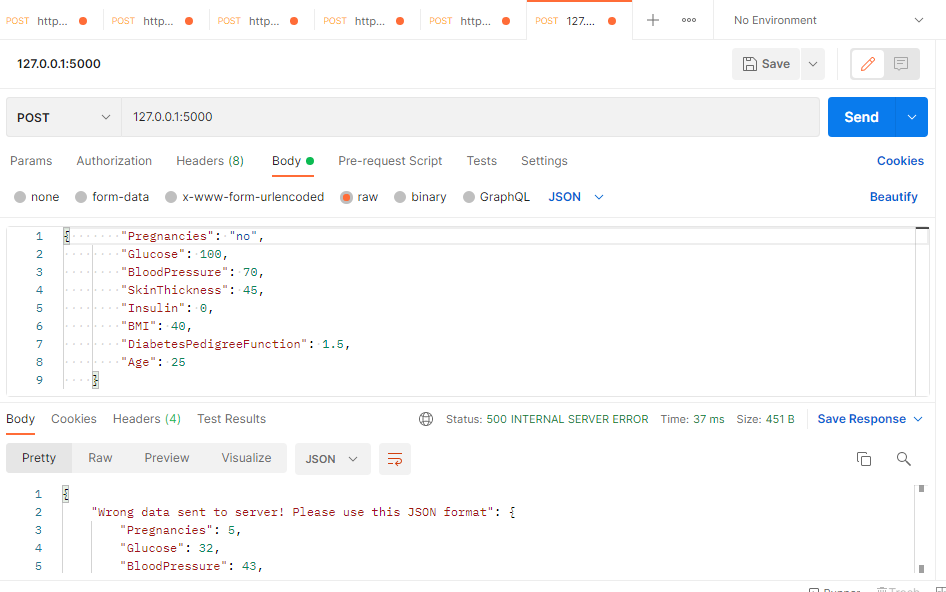 POST http... POST http... POST http... POST http... POST http... POST 127.... No Environment
127.0.0.1:5000 Save
POST 127.0.0.1:5000 Send
Params Authorization Headers (8) Body Pre-request Script Tests Settings Cookies
none form-data x-www-form-urlencoded raw binary GraphQL JSON Beautify
1 { "Pregnancies": "no",
2 "Glucose": 100,
3 "BloodPressure": 70,
4 "SkinThickness": 45,
5 "Insulin": 0,
6 "BMI": 40,
7 "DiabetesPedigreeFunction": 1.5,
8 "Age": 25
9 }
Body Cookies Headers (4) Test Results Status: 500 INTERNAL SERVER ERROR Time: 37 ms Size: 451 B Save Response
Pretty Raw Preview Visualize JSON
1 {
2 "Wrong data sent to server! Please use this JSON format": {
3 "Pregnancies": 5,
4 "Glucose": 32,
5 "BloodPressure": 43,
Runner Trash